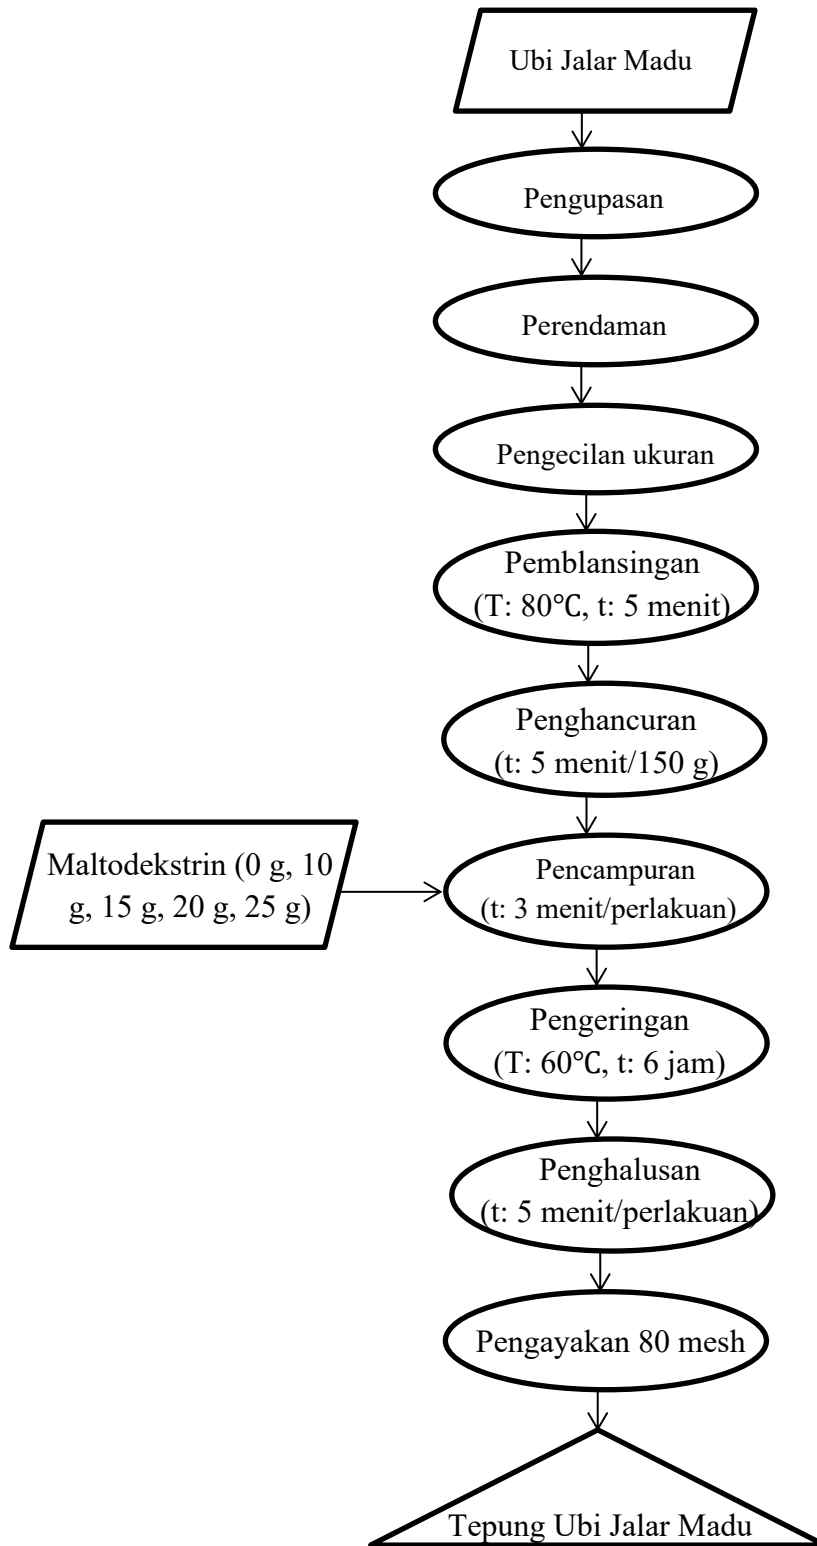 Ubi Jalar Madu
Pengupasan
Perendaman
Pengecilan ukuran
Pemblansingan
(T: 80℃, t: 5 menit)
Penghancuran
(t: 5 menit/150 g)
Maltodekstrin (0 g, 10
g, 15 g, 20 g, 25 g)
Pencampuran
(t: 3 menit/perlakuan)
Pengeringan
(T: 60℃, t: 6 jam)
Penghalusan
(t: 5 menit/perlakuan)
Pengayakan 80 mesh
Tepung Ubi Jalar Madu